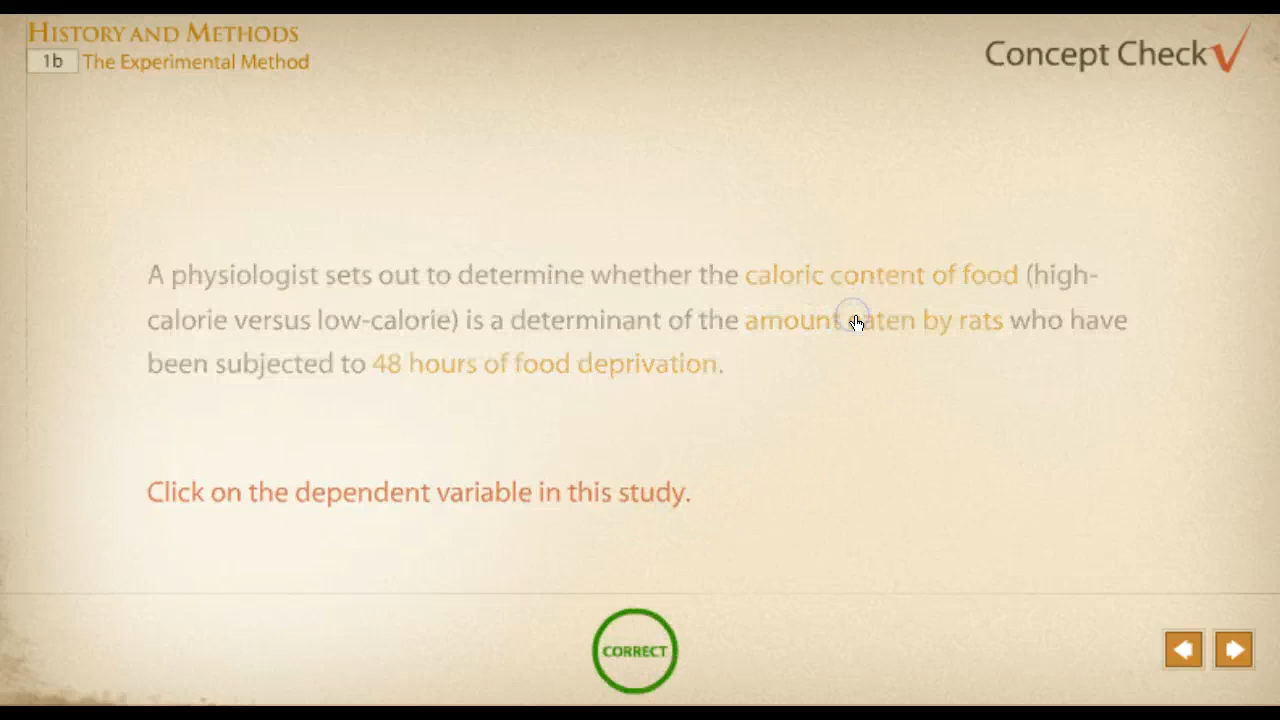 HISTORY AND METHODS
1b The Experimental Method
Concept Check
A physiologist sets out to determine whether the caloric content of food (high-
calorie versus low-calorie) is a determinant of the amount eaten by rats who have
been subjected to 48 hours of food deprivation.
Click on the dependent variable in this study.
CORRECT